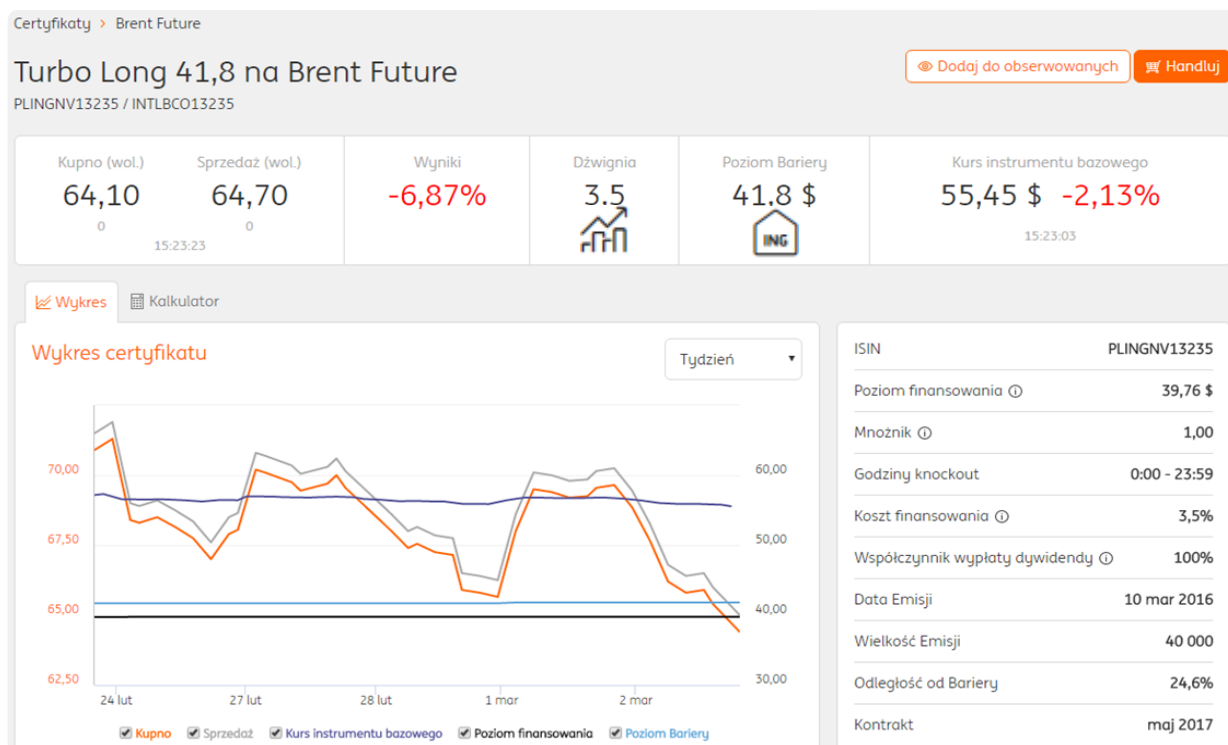 Certyfikaty > Brent Future
Turbo Long 41,8 na Brent Future
PLINGNV13235 / INTLBCO13235
Dodaj do obserwowanych
Handluj
Kupno (wol.) Sprzedaż (wol.) Wyniki Dźwignia Poziom Bariery Kurs instrumentu bazowego
64,10 64,70 -6,87% 3.5 41.8 $ 55,45 $ -2,13%
0 0
15:23:23 ING 15:23:03
Wykres Kalkulator
Wykres certyfikatu
Tydzień
70,00 60,00
67,50 50,00
65,00 40,00
62,50 30,00
24 lut 27 lut 28 lut 1 mar 2 mar
Kupno Sprzedaż Kurs instrumentu bazowego Poziom finansowania Poziom Bariery
ISIN PLINGNV13235
Poziom finansowania 39,76 $
Mnożnik 1,00
Godziny knockout 0:00 - 23:59
Koszt finansowania 3,5%
Współczynnik wypłaty dywidendy 100%
Data Emisji 10 mar 2016
Wielkość Emisji 40 000
Odległość od Bariery 24,6%
Kontrakt maj 2017